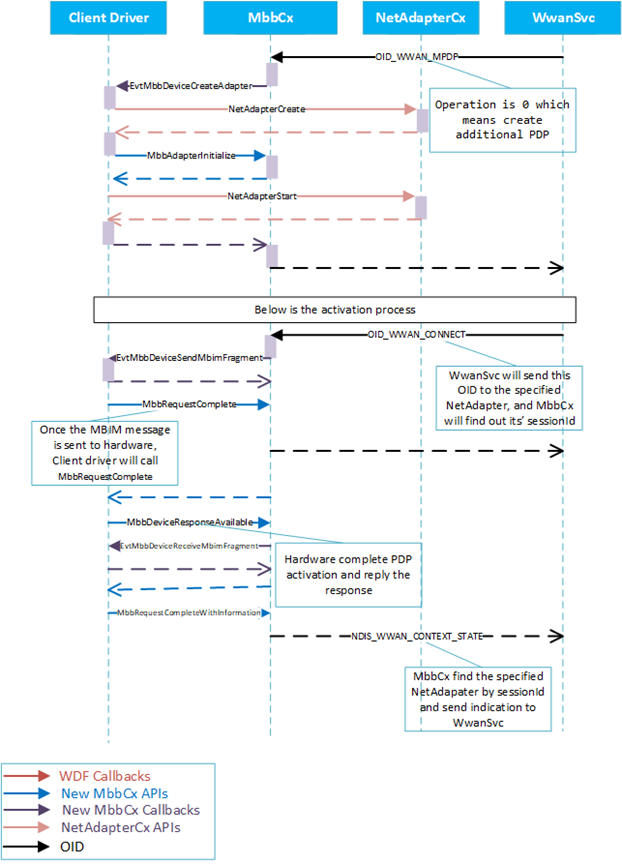 Client Driver
MbbCx
NetAdapterCx
WwanSvc
OID_WWAN_MPDP
EvtMbbDeviceCreateAdapter
Operation is 0 which
means create
additional PDP
NetAdapterCreate
MbbAdapterInitialize
NetAdapterStart
Below is the activation process
OID_WWAN_CONNECT
EvtMbbDeviceSendMbimFragment
WwanSvc will send this
OID to the specified
NetAdapter, and MbbCx
will find out its' sessionId
MbbRequestComplete
Once the MBIM message
is sent to hardware,
Client driver will call
MbbRequestComplete
MbbDeviceResponseAvailable
EvtMbbDeviceReceiveMbimFragment
Hardware complete PDP
activation and reply the
response
MbbRequestCompleteWithInformation
NDIS_WWAN_CONTEXT_STATE
MbbCx find the specified
NetAdapater by sessionId
and send indication to
WwanSvc
WDF Callbacks
New MbbCx APIs
New MbbCx Callbacks
NetAdapterCx APIs
OID